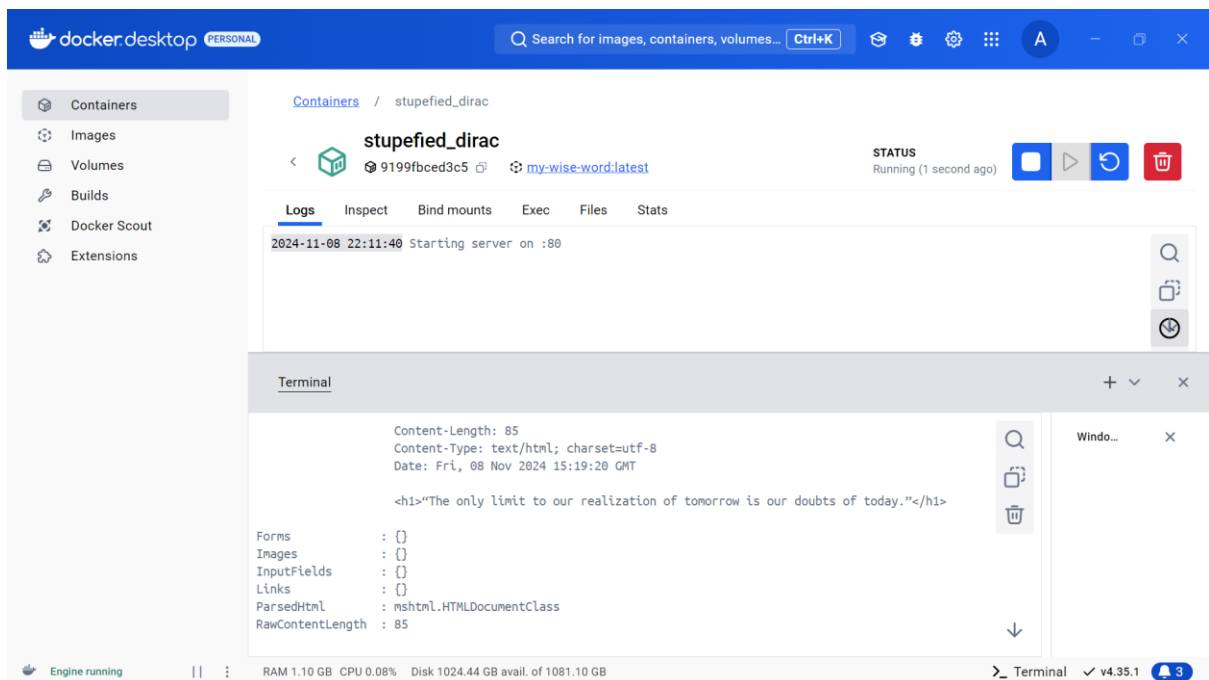 docker.desktop PERSONAL Search for images, containers, volumes... Ctrl+K A
Containers
Images
Volumes
Builds
Docker Scout
Extensions
Containers / stupefied_dirac
stupefied_dirac
9199fbced3c5 my-wise-word:latest
STATUS
Running (1 second ago)
Logs Inspect Bind mounts Exec Files Stats
2024-11-08 22:11:40 Starting server on :80
Terminal
Content-Length: 85
Content-Type: text/html; charset=utf-8
Date: Fri, 08 Nov 2024 15:19:20 GMT
<h1>“The only limit to our realization of tomorrow is our doubts of today.”</h1>
Forms : {}
Images : {}
InputFields : {}
Links : {}
ParsedHtml : mshtml.HTMLDocumentClass
RawContentLength : 85
Windo...
Engine running RAM 1.10 GB CPU 0.08% Disk 1024.44 GB avail. of 1081.10 GB >_ Terminal v4.35.1 3